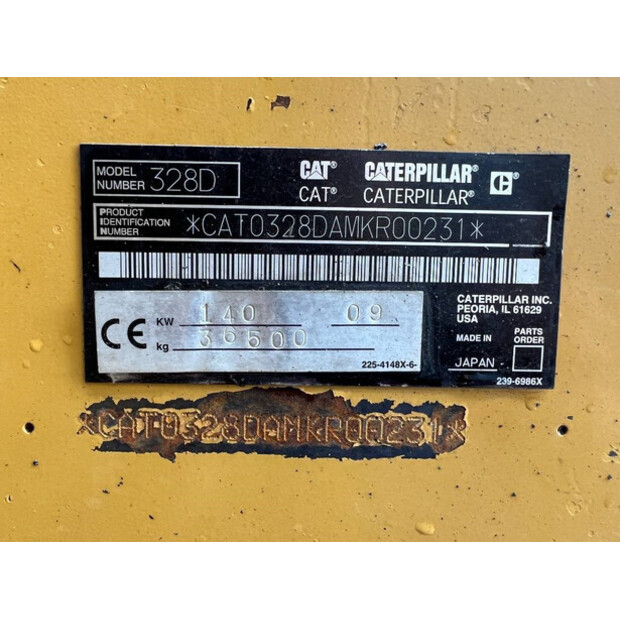 MODEL NUMBER 328D
CAT® CATERPILLAR® C®
CAT® CATERPILLAR®
PRODUCT IDENTIFICATION NUMBER *CAT0328DAMKR00231*
CE KW 140 09
kg 36500
225-4148X-6-
CATERPILLAR INC.
PEORIA, IL 61629
USA
MADE IN JAPAN
PARTS ORDER
239-6986X
*CAT0328DAMKR00231*